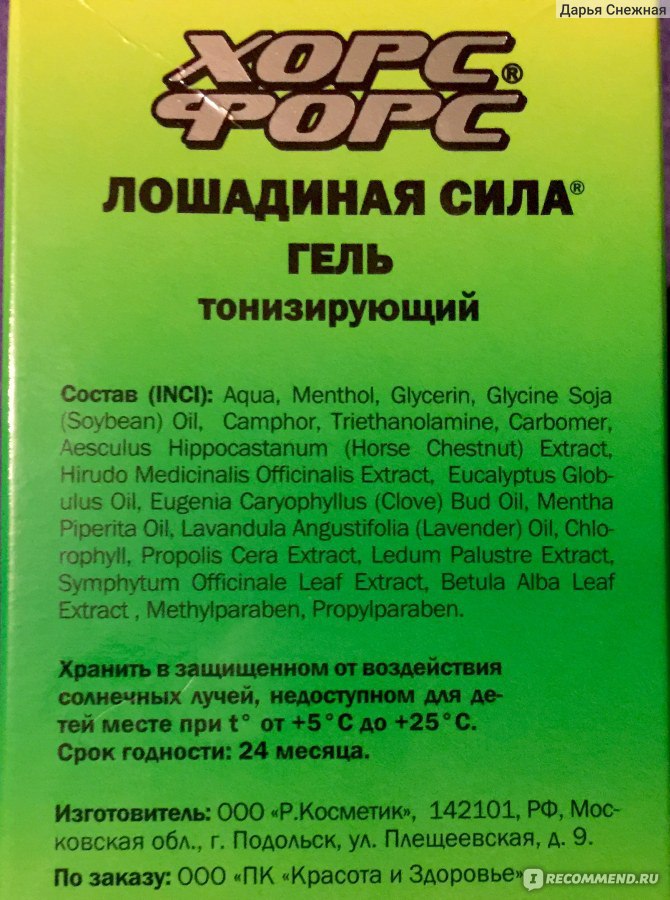 Дарья Снежная
ХОРС®
ФОРС
ЛОШАДИНАЯ СИЛА®
ГЕЛЬ
тонизирующий
Состав (INCI): Aqua, Menthol, Glycerin, Glycine Soja
(Soybean) Oil, Camphor, Triethanolamine, Carbomer,
Aesculus Hippocastanum (Horse Chestnut) Extract,
Hirudo Medicinalis Officinalis Extract, Eucalyptus Glob-
ulus Oil, Eugenia Caryophyllus (Clove) Bud Oil, Mentha
Piperita Oil, Lavandula Angustifolia (Lavender) Oil, Chlo-
rophyll, Propolis Cera Extract, Ledum Palustre Extract,
Symphytum Officinale Leaf Extract, Betula Alba Leaf
Extract , Methylparaben, Propylparaben.
Хранить в защищенном от воздействия
солнечных лучей, недоступном для де-
тей месте при t° от +5°С до +25°С.
Срок годности: 24 месяца.
Изготовитель: ООО «Р.Косметик», 142101, РФ, Мос-
ковская обл., г. Подольск, ул. Плещеевская, д. 9.
По заказу: ООО «ПК «Красота и Здоровье»
IRECOMMEND.RU